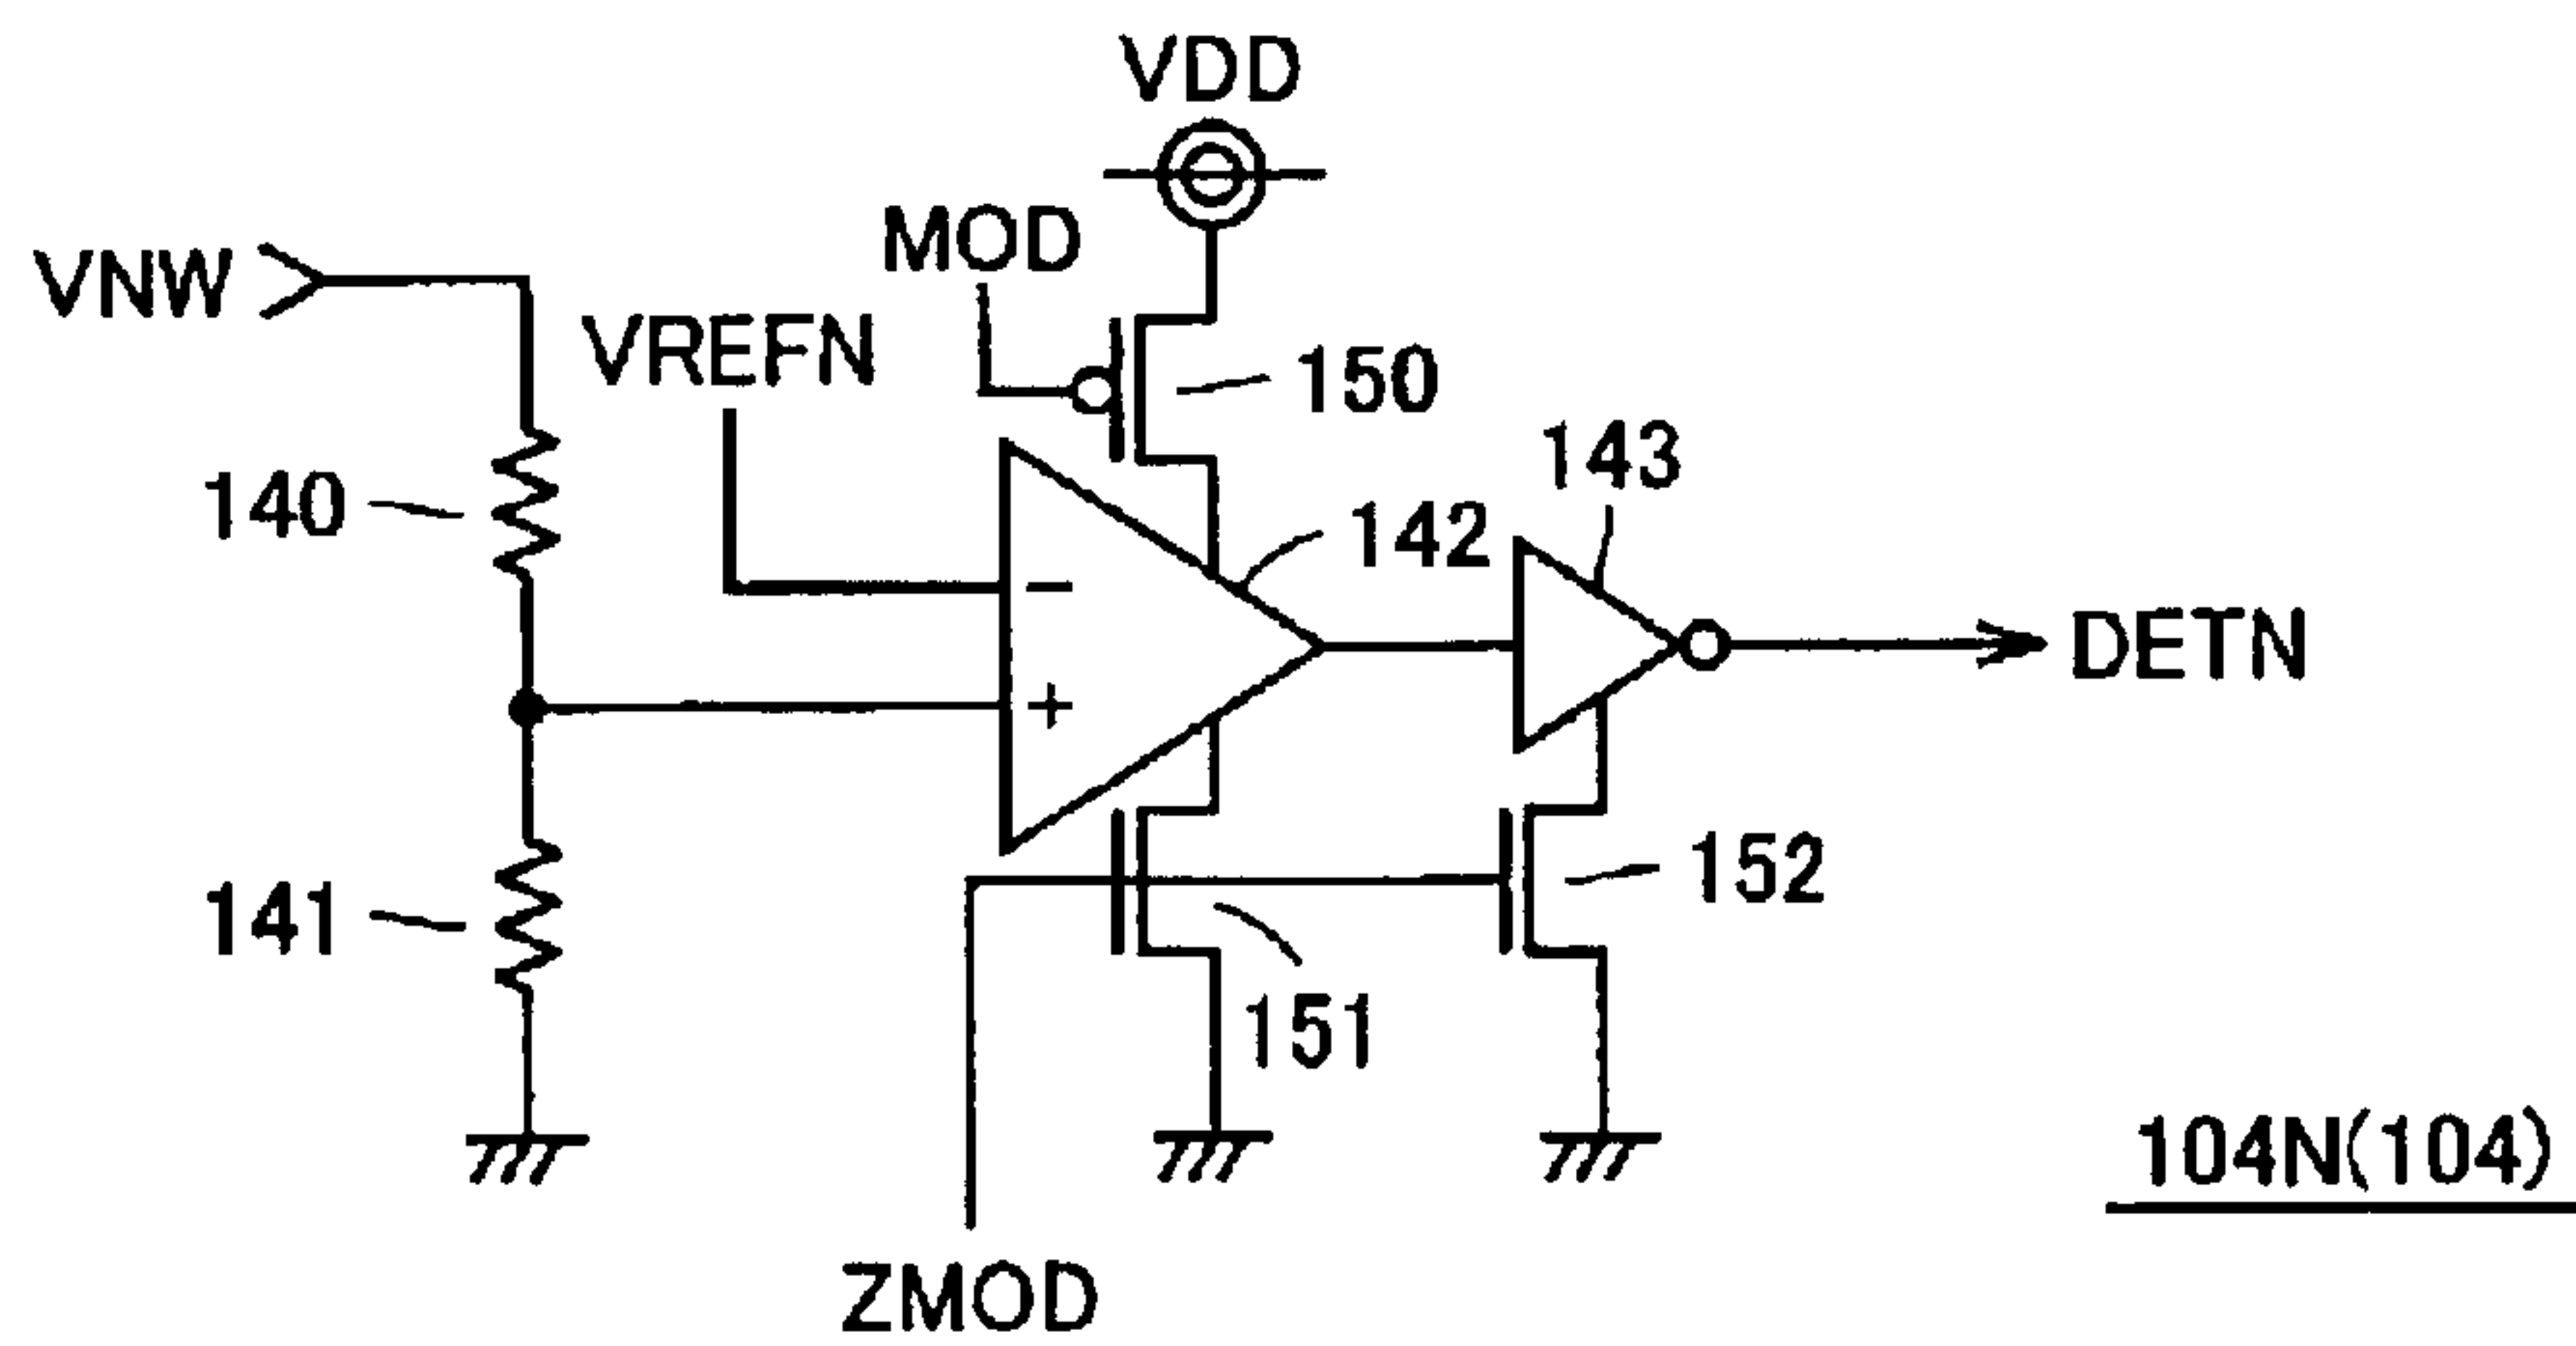 VDD
MOD
VNW
VREFN
150
143
140
142
DETN
-
+
152
141
151
104N(104)
ZMOD